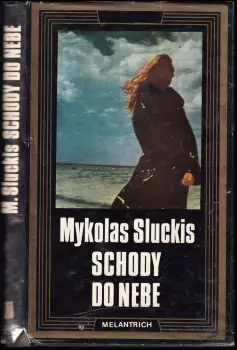 M. Sluckis SCHODY DO NEBE
Mykolas Sluckis
SCHODY
DO NEBE
MELANTRICH